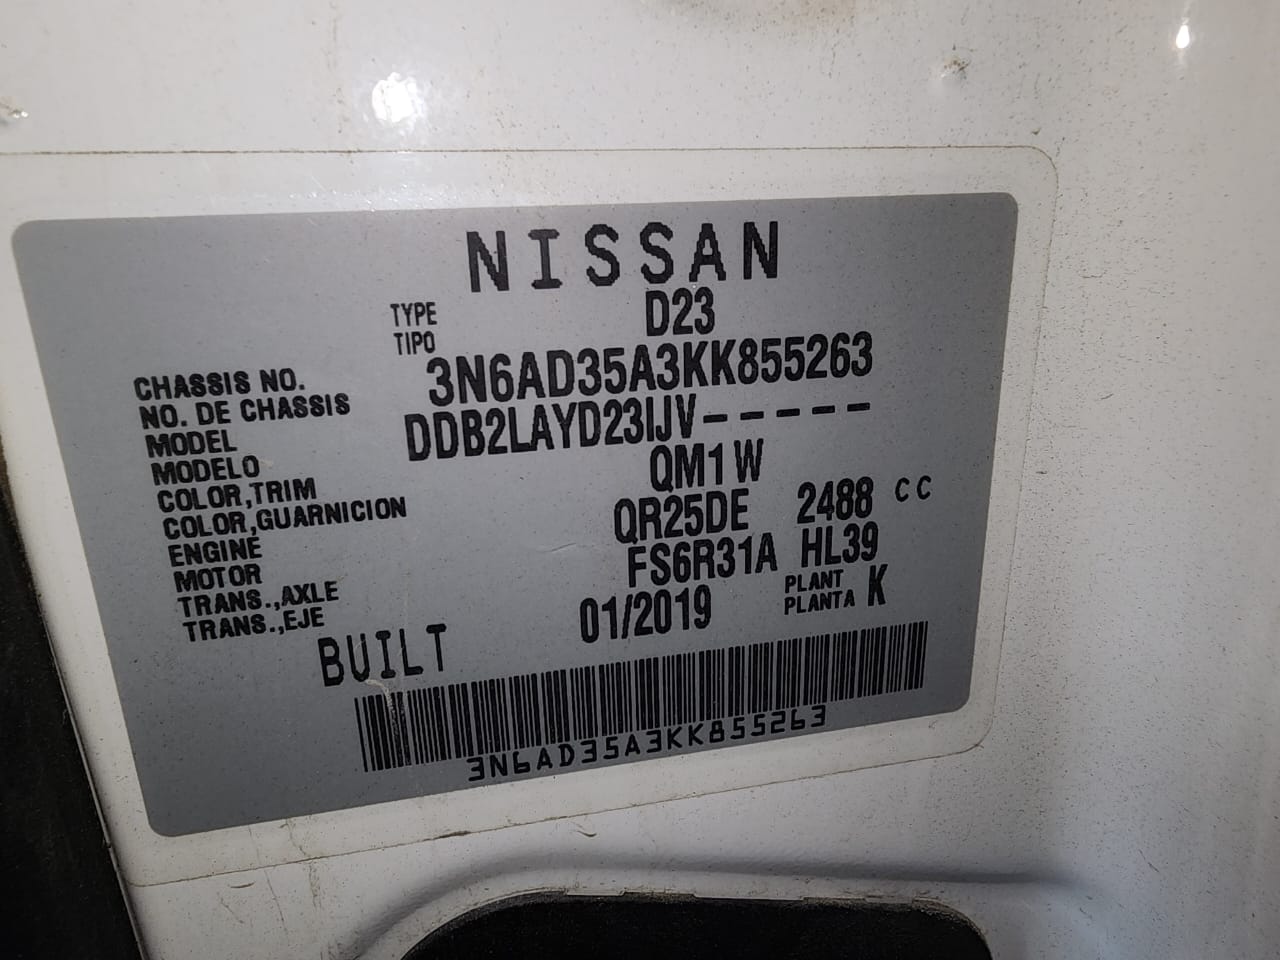 NISSAN
TYPE
TIPO
D23
CHASSIS NO.
NO. DE CHASSIS
3N6AD35A3KK855263
MODEL
MODELO
DDB2LAYD23IJV-----
COLOR,TRIM
COLOR,GUARNICION
QM1 W
ENGINE
MOTOR
QR25DE 2488 CC
TRANS.,AXLE
TRANS.,EJE
FS6R31A HL39
BUILT 01/2019
PLANT
PLANTA
K
3N6AD35A3KK855263